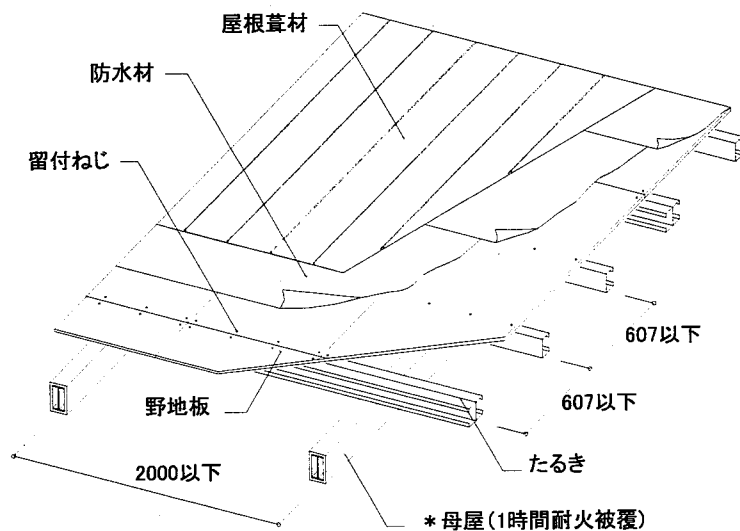 屋根葺材
防水材
留付ねじ
607以下
607以下
野地板
たるき
2000以下
*母屋(1時間耐火被覆)